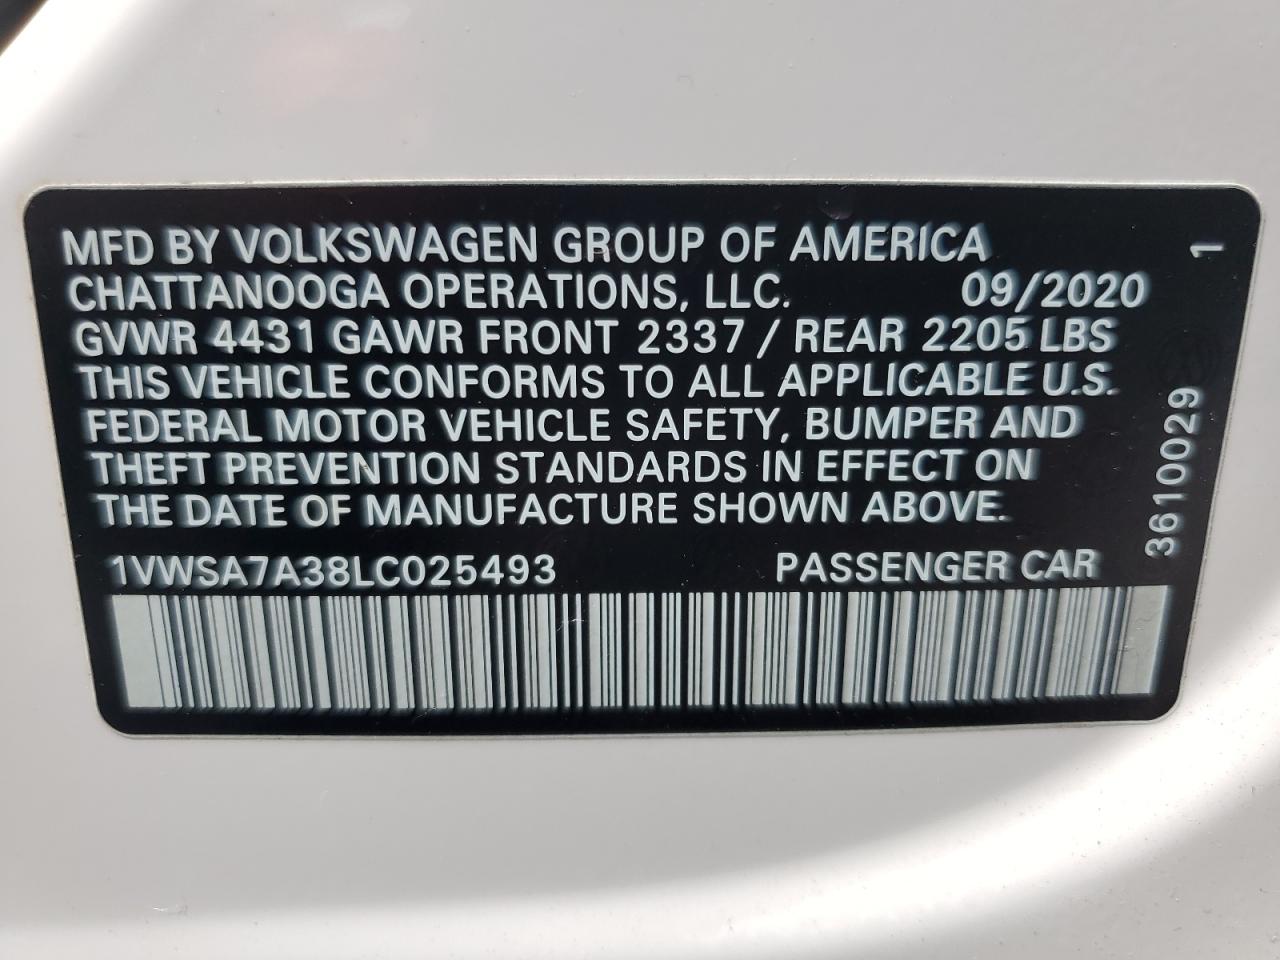 MFD BY VOLKSWAGEN GROUP OF AMERICA
CHATTANOOGA OPERATIONS, LLC. 09/2020
GVWR 4431 GAWR FRONT 2337 / REAR 2205 LBS
THIS VEHICLE CONFORMS TO ALL APPLICABLE U.S.
FEDERAL MOTOR VEHICLE SAFETY, BUMPER AND
THEFT PREVENTION STANDARDS IN EFFECT ON
THE DATE OF MANUFACTURE SHOWN ABOVE.
1VWSA7A38LC025493 PASSENGER CAR
3610029 1